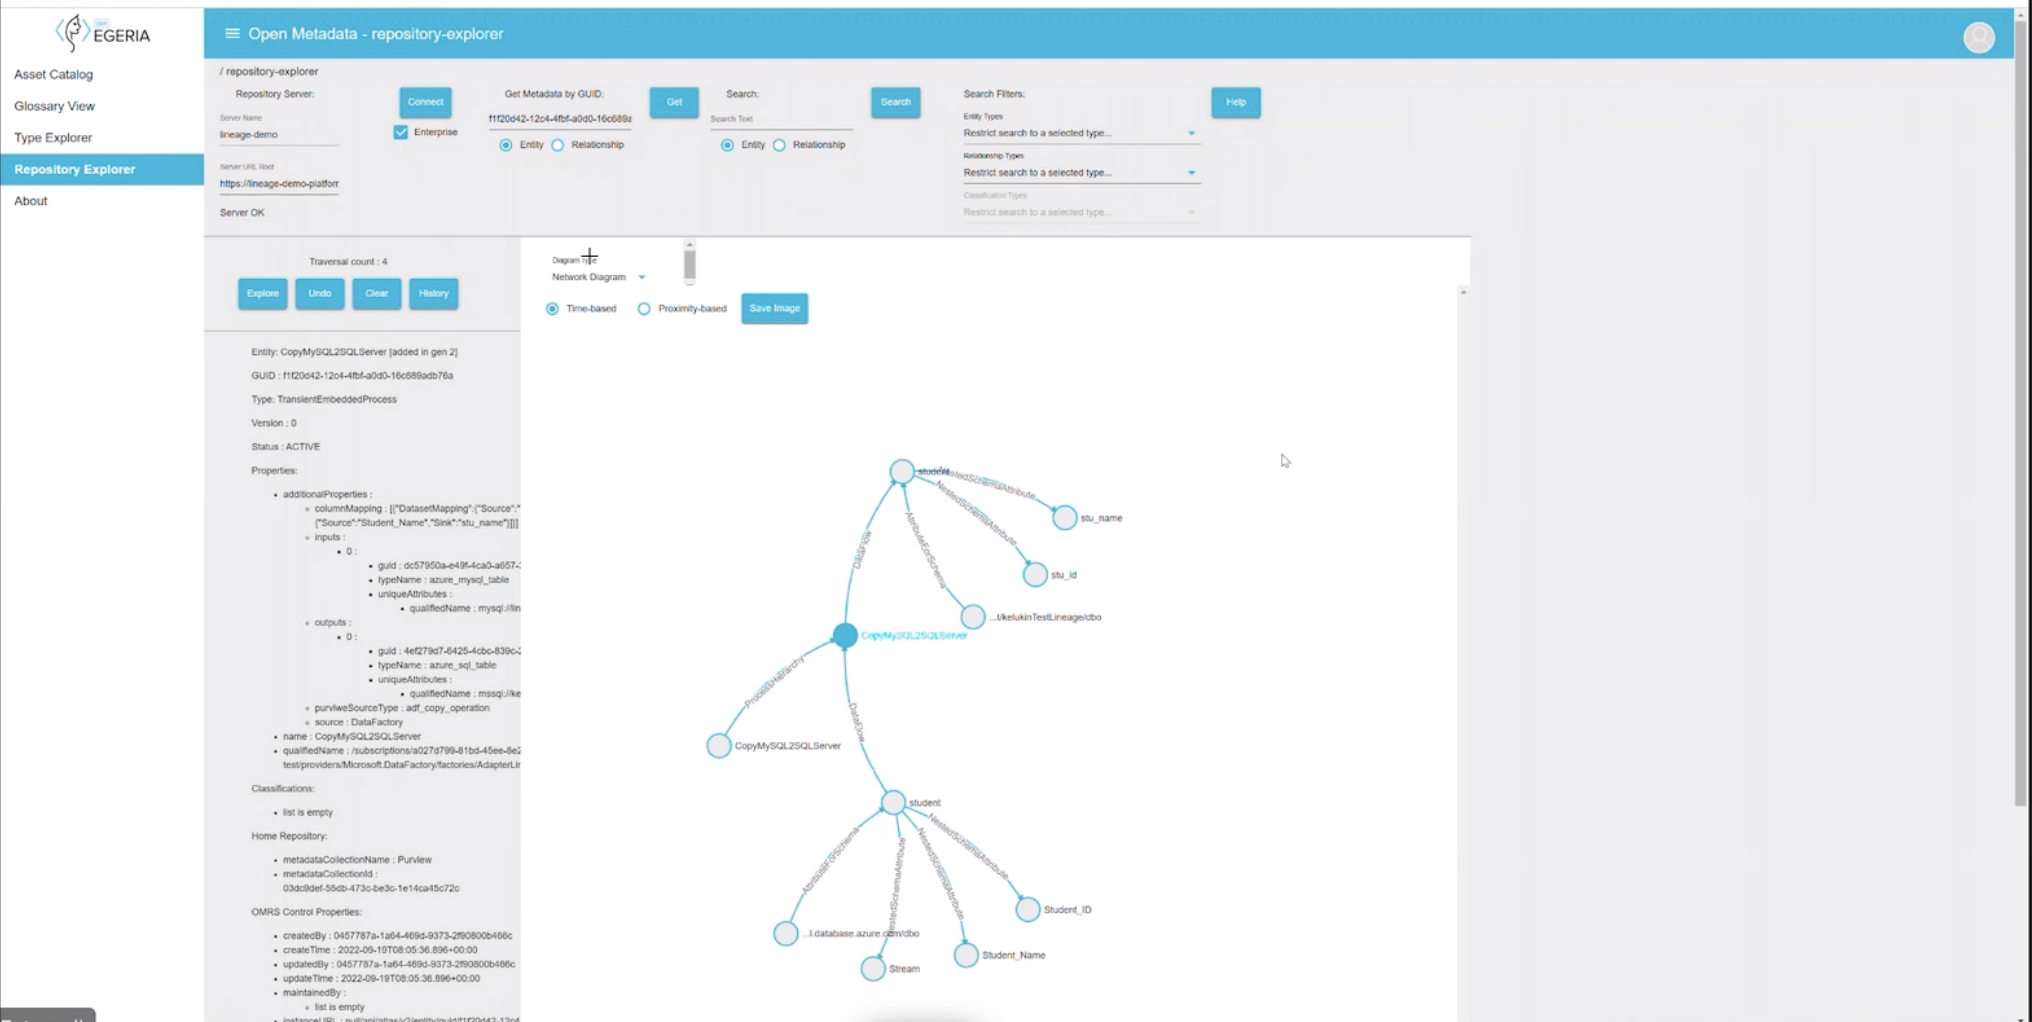 OPEN
EGERIA
Open Metadata - repository-explorer
Asset Catalog
Glossary View
Type Explorer
Repository Explorer
About
/ repository-explorer
Repository Server:
Server Name
lineage-demo
Server URL Root
https://lineage-demo-platforr
Server OK
Connect
Enterprise
Get Metadata by GUID:
f1f20d42-12c4-4fbf-a0d0-16c689a
Entity Relationship
Get
Search:
Search Text
Entity Relationship
Search
Search Filters:
Entity Types
Restrict search to a selected type...
Relationship Types
Restrict search to a selected type...
Classification Types
Restrict search to a selected type...
Help
Traversal count : 4
Explore Undo Clear History
Entity: CopyMySQL2SQLServer [added in gen 2]
GUID : f1f20d42-12c4-4fbf-a0d0-16c689adb76a
Type: TransientEmbeddedProcess
Version : 0
Status : ACTIVE
Properties:
additionalProperties :
columnMapping : [{"DatasetMapping":{"Source":"
{"Source":"Student_Name","Sink":"stu_name"}]}]
inputs :
0 :
guid : dc57950a-e49f-4ca0-a657-
typeName : azure_mysql_table
uniqueAttributes :
qualifiedName : mysql://lin
outputs :
0 :
guid : 4ef279d7-6425-4cbc-839c-2
typeName : azure_sql_table
uniqueAttributes :
qualifiedName : mssql://ke
purviweSourceType : adf_copy_operation
source : DataFactory
name : CopyMySQL2SQLServer
qualifiedName : /subscriptions/a027d799-81bd-45ee-8e2
test/providers/Microsoft.DataFactory/factories/AdapterLi
Classifications:
list is empty
Home Repository:
metadataCollectionName : Purview
metadataCollectionId :
03dc9def-55db-473c-be3c-1e14ca45c72c
OMRS Control Properties:
createdBy : 0457787a-1a64-469d-9373-2f90800b466c
createTime : 2022-09-19T08:05:36.896+00:00
updatedBy : 0457787a-1a64-469d-9373-2f90800b466c
updateTime : 2022-09-19T08:05:36.896+00:00
maintainedBy :
list is empty
Diagram Type
Network Diagram
Time-based Proximity-based Save Image
student
NestedSchemaAttribute
NestedSchemaAttribute
stu_name
stu_id
AttributeForSchema
DataFlow
...t/kelukinTestLineage/dbo
CopyMySQL2SQLServer
ProcessHierarchy
DataFlow
CopyMySQL2SQLServer
student
AttributeForSchema
NestedSchemaAttribute
NestedSchemaAttribute
NestedSchemaAttribute
Student_ID
...l.database.azure.com/dbo
Student_Name
Stream